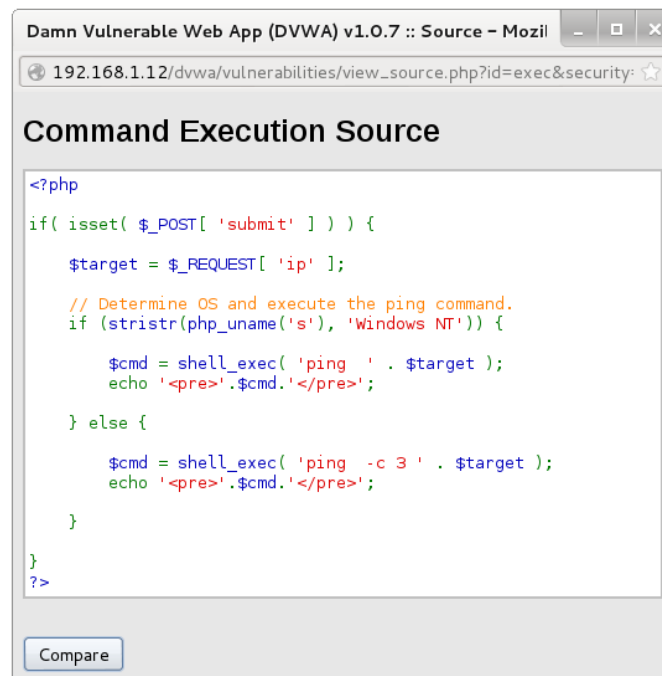 Damn Vulnerable Web App (DVWA) v1.0.7 :: Source - Mozil
192.168.1.12/dvwa/vulnerabilities/view_source.php?id=exec&security:
Command Execution Source
<?php
if( isset( $_POST[ 'submit' ] ) ) {
    $target = $_REQUEST[ 'ip' ];
    // Determine OS and execute the ping command.
    if (stristr(php_uname('s'), 'Windows NT')) {
        $cmd = shell_exec( 'ping  ' . $target );
        echo '<pre>'.$cmd.'</pre>';
    } else {
        $cmd = shell_exec( 'ping  -c 3 ' . $target );
        echo '<pre>'.$cmd.'</pre>';
    }
}
?>
Compare